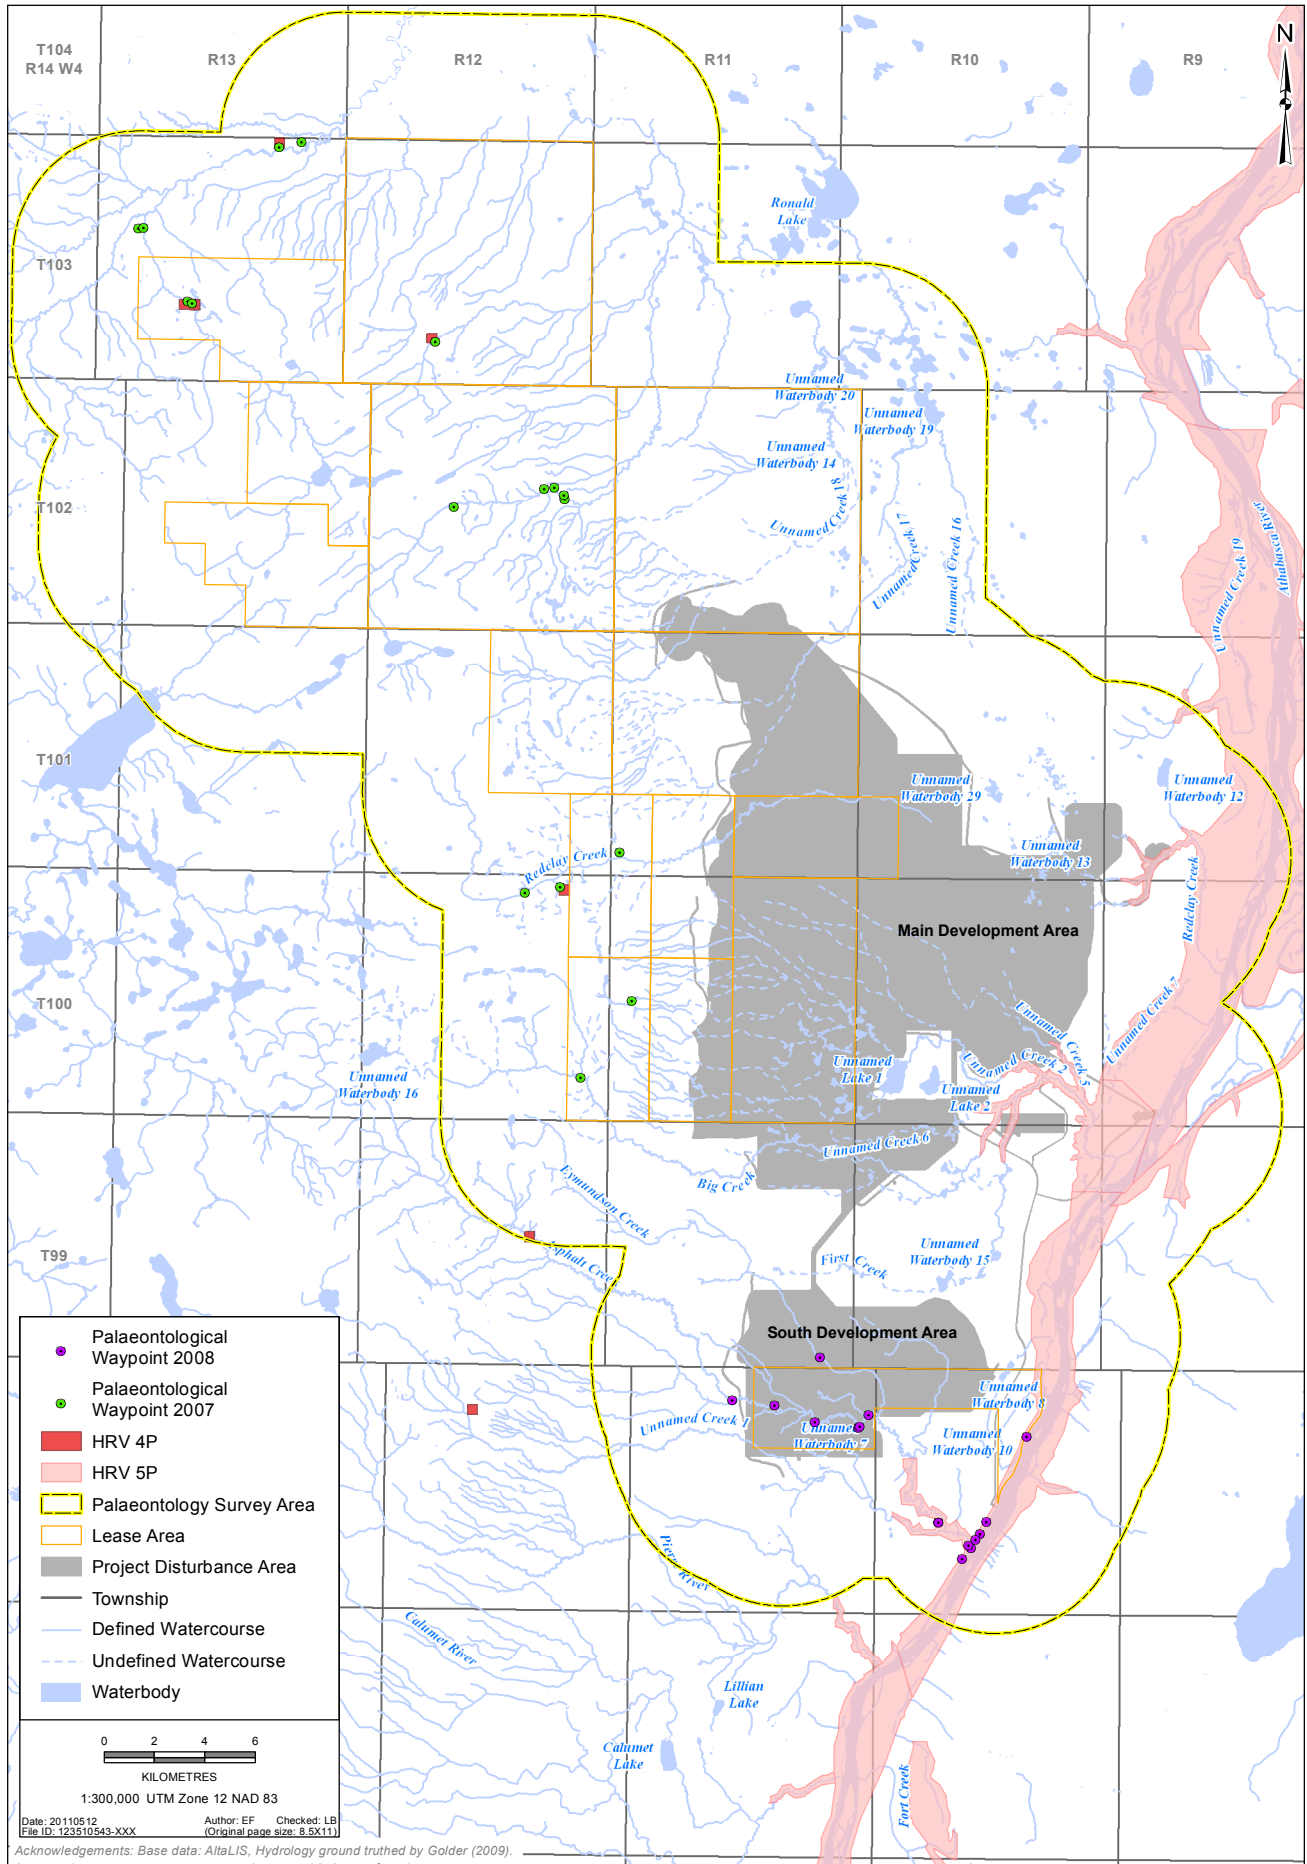 T104
R14 W4
R13
R12
R11
R10
R9
N
Ronald
Lake
T103
Unnamed
Waterbody 20
Unnamed
Waterbody 19
Unnamed
Waterbody 14
T102
Unnamed Creek 18
Unnamed Creek 17
Unnamed Creek 16
Unnamed Creek 19
Athabasca River
T101
Unnamed
Waterbody 29
Unnamed
Waterbody 12
Unnamed
Waterbody 13
Redclay Creek
Redclay Creek
Main Development Area
T100
Unnamed Creek 7
Unnamed Creek 5
Unnamed Creek 2
Unnamed
Lake 1
Unnamed
Lake 2
Unnamed
Waterbody 16
Unnamed Creek 6
Big Creek
Eymundson Creek
T99
Asphalt Creek
First Creek
Unnamed
Waterbody 15
South Development Area
Unnamed
Waterbody 8
Unnamed Creek 1
Unnamed
Waterbody 7
Unnamed
Waterbody 10
Pierre River
Calumet River
Lillian
Lake
Calumet
Lake
Fort Creek
Palaeontological
Waypoint 2008
Palaeontological
Waypoint 2007
HRV 4P
HRV 5P
Palaeontology Survey Area
Lease Area
Project Disturbance Area
Township
Defined Watercourse
Undefined Watercourse
Waterbody
0 2 4 6
KILOMETRES
1:300,000 UTM Zone 12 NAD 83
Date: 20110512 Author: EF Checked: LB
File ID: 123510543-XXX (Original page size: 8.5X11)
Acknowledgements: Base data: AltaLIS, Hydrology ground truthed by Golder (2009).